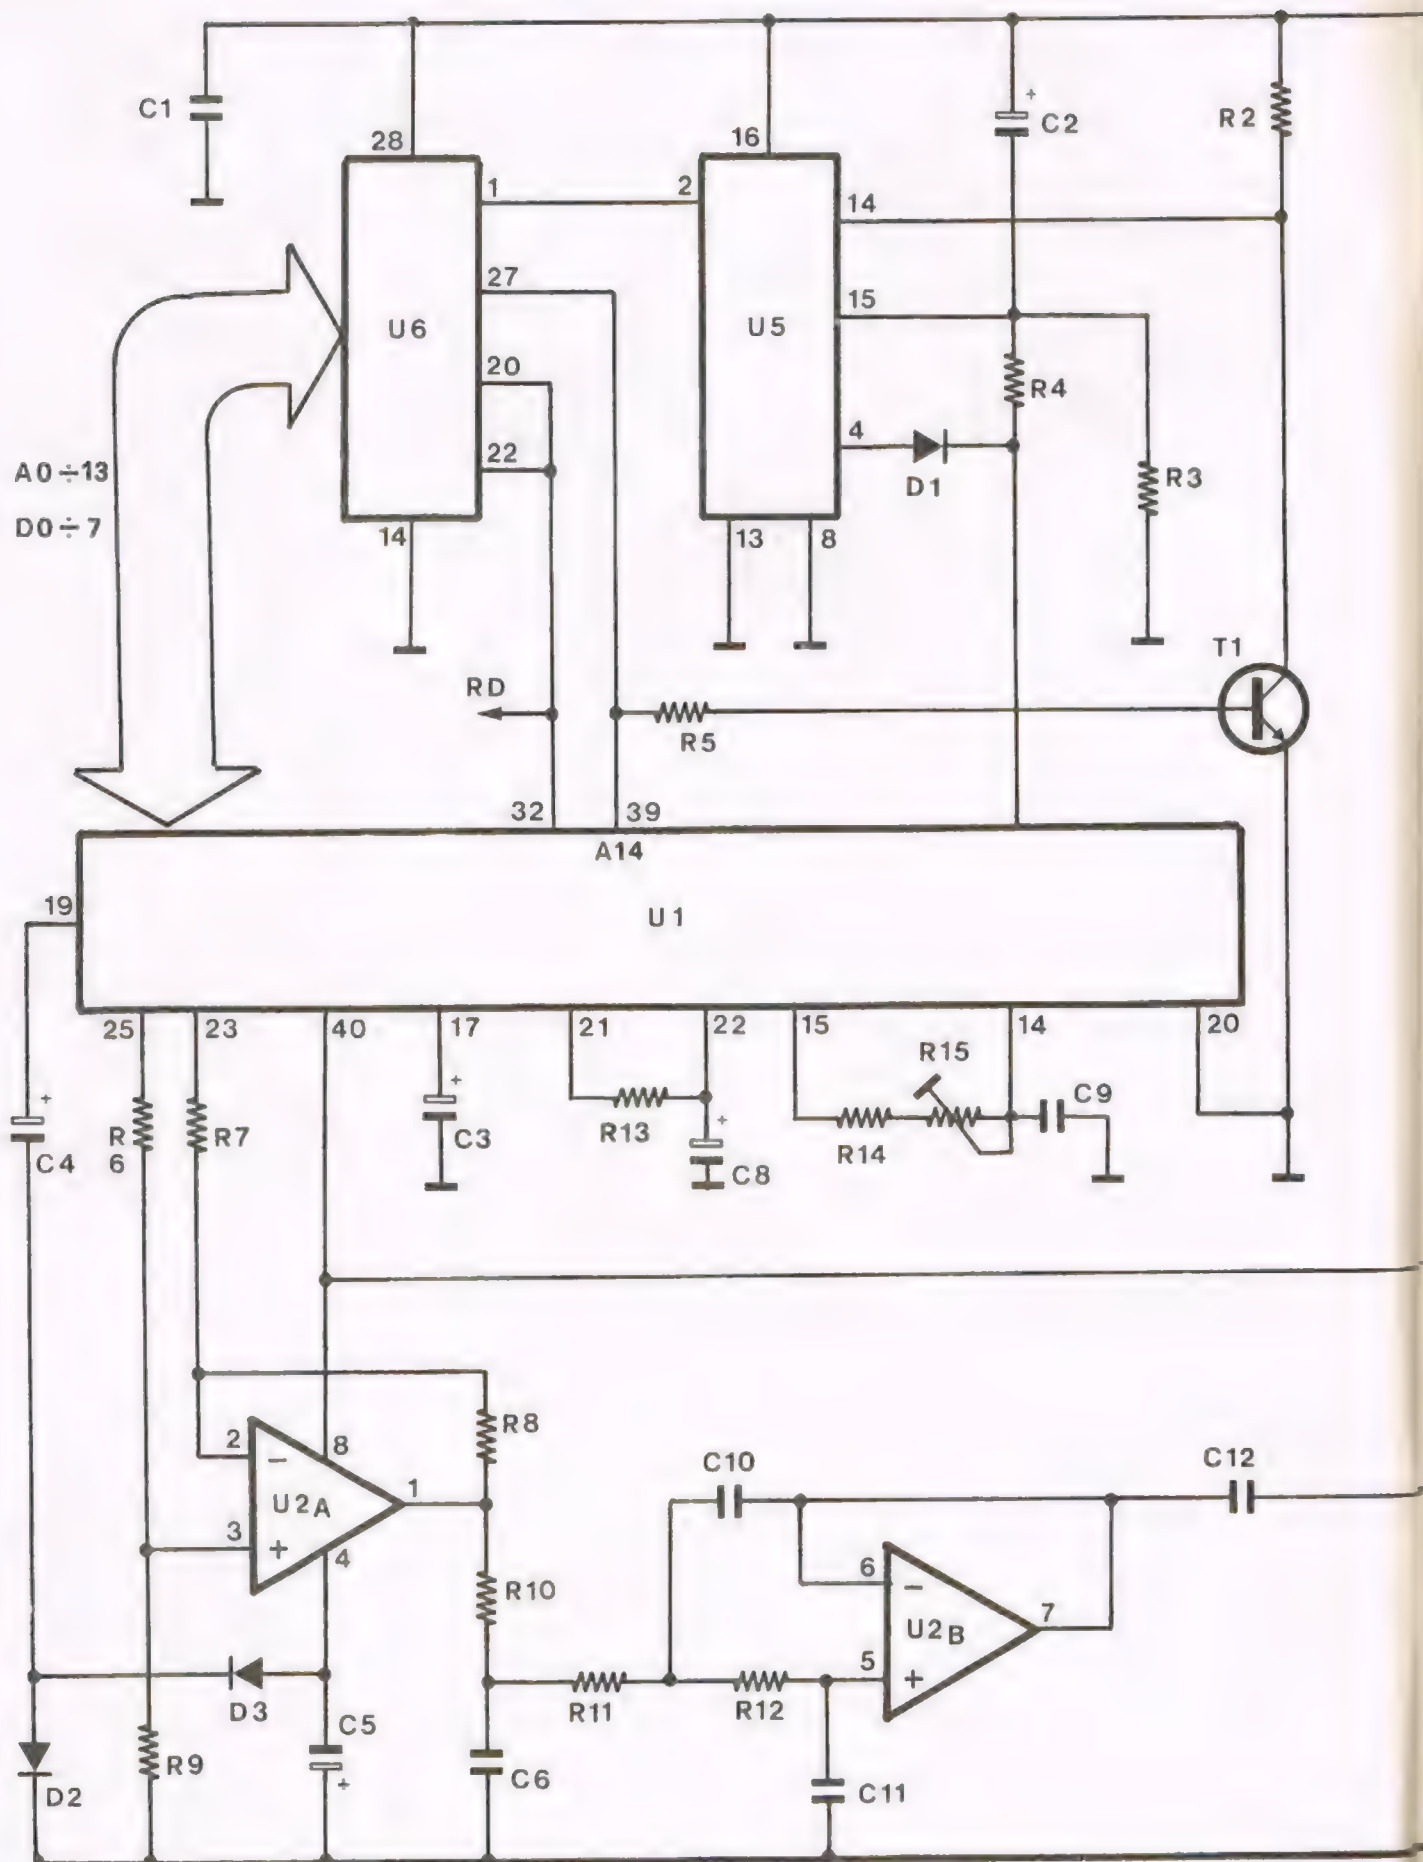 C1
28
16
+
C2
R2
1
2
14
27
15
U6
U5
20
R4
22
4
D1
R3
A0÷13
D0÷7
14
13
8
T1
RD
R5
32
39
A14
19
U1
25
23
40
17
21
22
15
14
20
R15
C9
+
C4
R
6
R7
+
C3
R13
+
C8
R14
R8
2
−
8
U2A
1
3
+
4
C10
C12
R10
6
−
U2B
7
5
+
D3
R11
R12
C5
+
D2
R9
C6
C11